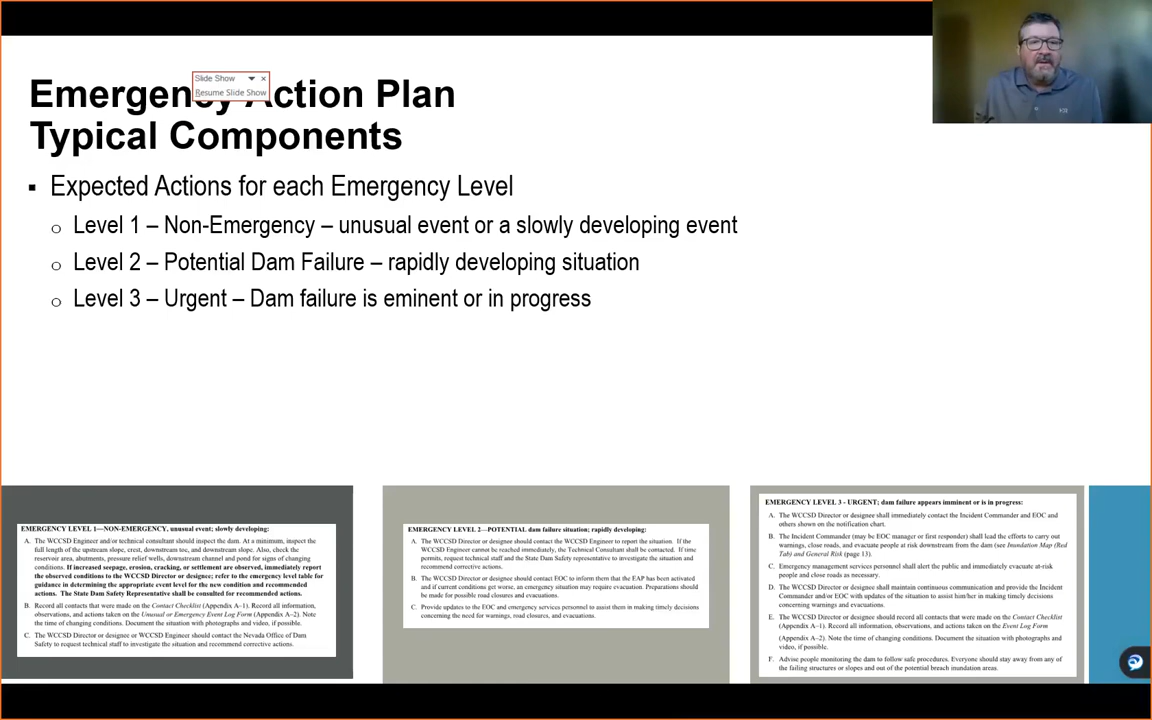 Slide Show
Resume Slide Show
Emergency Action Plan
Typical Components
▪ Expected Actions for each Emergency Level
o Level 1 – Non-Emergency – unusual event or a slowly developing event
o Level 2 – Potential Dam Failure – rapidly developing situation
o Level 3 – Urgent – Dam failure is eminent or in progress
EMERGENCY LEVEL 1—NON-EMERGENCY, unusual event; slowly developing:
A. The WCCSD Engineer and/or technical consultant should inspect the dam. At a minimum, inspect the
full length of the upstream slope, crest, downstream toe, and downstream slope. Also, check the
reservoir area, abutments, pressure relief wells, downstream channel and pond for signs of changing
conditions. If increased seepage, erosion, cracking, or settlement are observed, immediately report
the observed conditions to the WCCSD Director or designee; refer to the emergency level table for
guidance in determining the appropriate event level for the new condition and recommended
actions. The State Dam Safety Representative shall be consulted for recommended actions.
B. Record all contacts that were made on the Contact Checklist (Appendix A–1). Record all information,
observations, and actions taken on the Unusual or Emergency Event Log Form (Appendix A–2). Note
the time of changing conditions. Document the situation with photographs and video, if possible.
C. The WCCSD Director or designee or WCCSD Engineer should contact the Nevada Office of Dam
Safety to request technical staff to investigate the situation and recommend corrective actions.
EMERGENCY LEVEL 2—POTENTIAL dam failure situation; rapidly developing:
A. The WCCSD Director or designee should contact the WCCSD Engineer to report the situation. If the
WCCSD Engineer cannot be reached immediately, the Technical Consultant shall be contacted. If time
permits, request technical staff and the State Dam Safety representative to investigate the situation and
recommend corrective actions.
B. The WCCSD Director or designee should contact EOC to inform them that the EAP has been activated
and if current conditions get worse, an emergency situation may require evacuation. Preparations should
be made for possible road closures and evacuations.
C. Provide updates to the EOC and emergency services personnel to assist them in making timely decisions
concerning the need for warnings, road closures, and evacuations.
EMERGENCY LEVEL 3 - URGENT; dam failure appears imminent or is in progress:
A. The WCCSD Director or designee shall immediately contact the Incident Commander and EOC and
others shown on the notification chart.
B. The Incident Commander (may be EOC manager or first responder) shall lead the efforts to carry out
warnings, close roads, and evacuate people at risk downstream from the dam (see Inundation Map (Red
Tab) and General Risk (page 13).
C. Emergency management services personnel shall alert the public and immediately evacuate at-risk
people and close roads as necessary.
D. The WCCSD Director or designee shall maintain continuous communication and provide the Incident
Commander and/or EOC with updates of the situation to assist him/her in making timely decisions
concerning warnings and evacuations.
E. The WCCSD Director or designee should record all contacts that were made on the Contact Checklist
(Appendix A–1). Record all information, observations, and actions taken on the Event Log Form
(Appendix A–2). Note the time of changing conditions. Document the situation with photographs and
video, if possible.
F. Advise people monitoring the dam to follow safe procedures. Everyone should stay away from any of
the failing structures or slopes and out of the potential breach inundation areas.